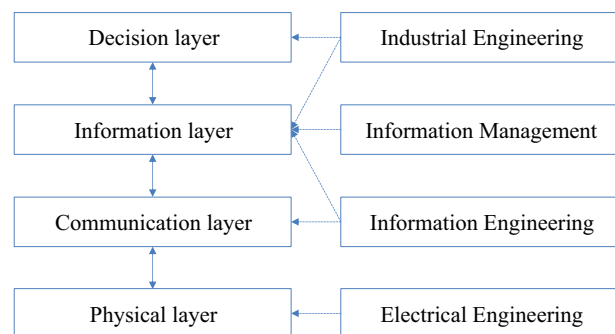 Decision layer
Industrial Engineering
Information layer
Information Management
Communication layer
Information Engineering
Physical layer
Electrical Engineering